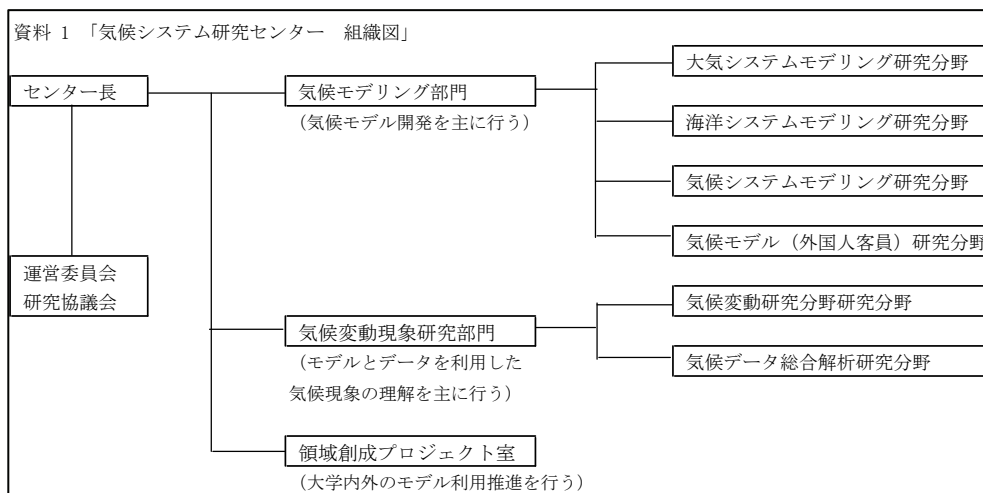 資料 1 「気候システム研究センター 組織図」
センター長
運営委員会
研究協議会
気候モデリング部門
(気候モデル開発を主に行う)
大気システムモデリング研究分野
海洋システムモデリング研究分野
気候システムモデリング研究分野
気候モデル（外国人客員）研究分野
気候変動現象研究部門
(モデルとデータを利用した
気候現象の理解を主に行う)
気候変動研究分野研究分野
気候データ総合解析研究分野
領域創成プロジェクト室
(大学内外のモデル利用推進を行う)